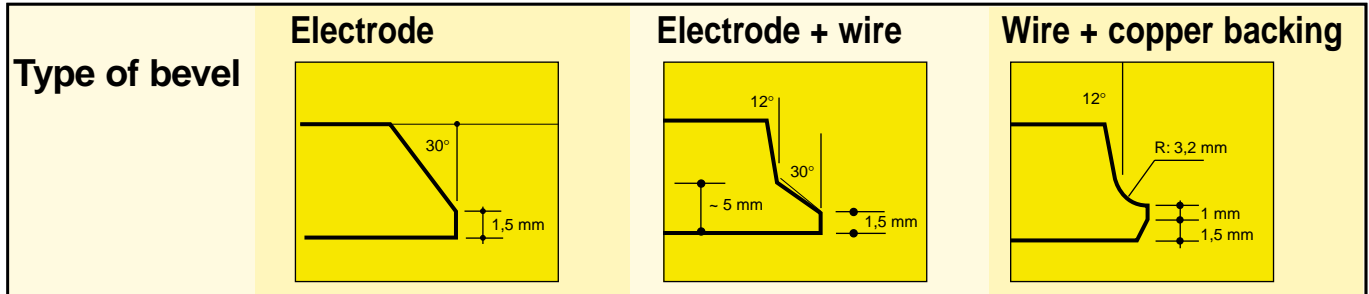 Type of bevel
Electrode
30°
1,5 mm
Electrode + wire
12°
30°
~ 5 mm
1,5 mm
Wire + copper backing
12°
R: 3,2 mm
1 mm
1,5 mm